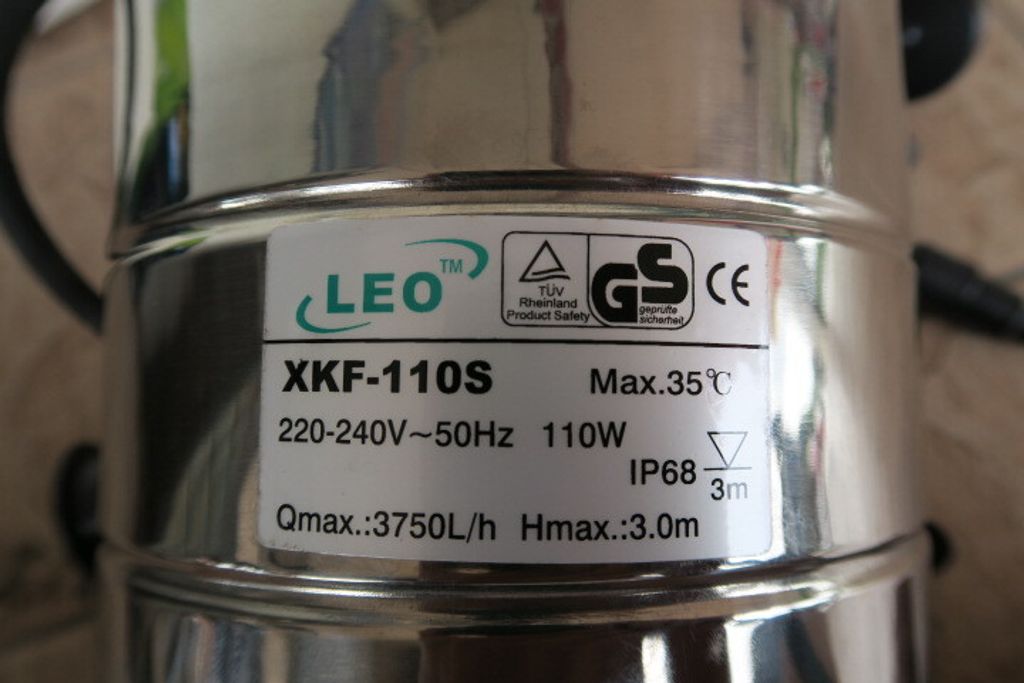 LEO™
TÜV
Rheinland
Product Safety
GS
geprüfte
sicherheit
CE
XKF-110S Max.35℃
220-240V~50Hz 110W
IP68
3m
Qmax.:3750L/h Hmax.:3.0m